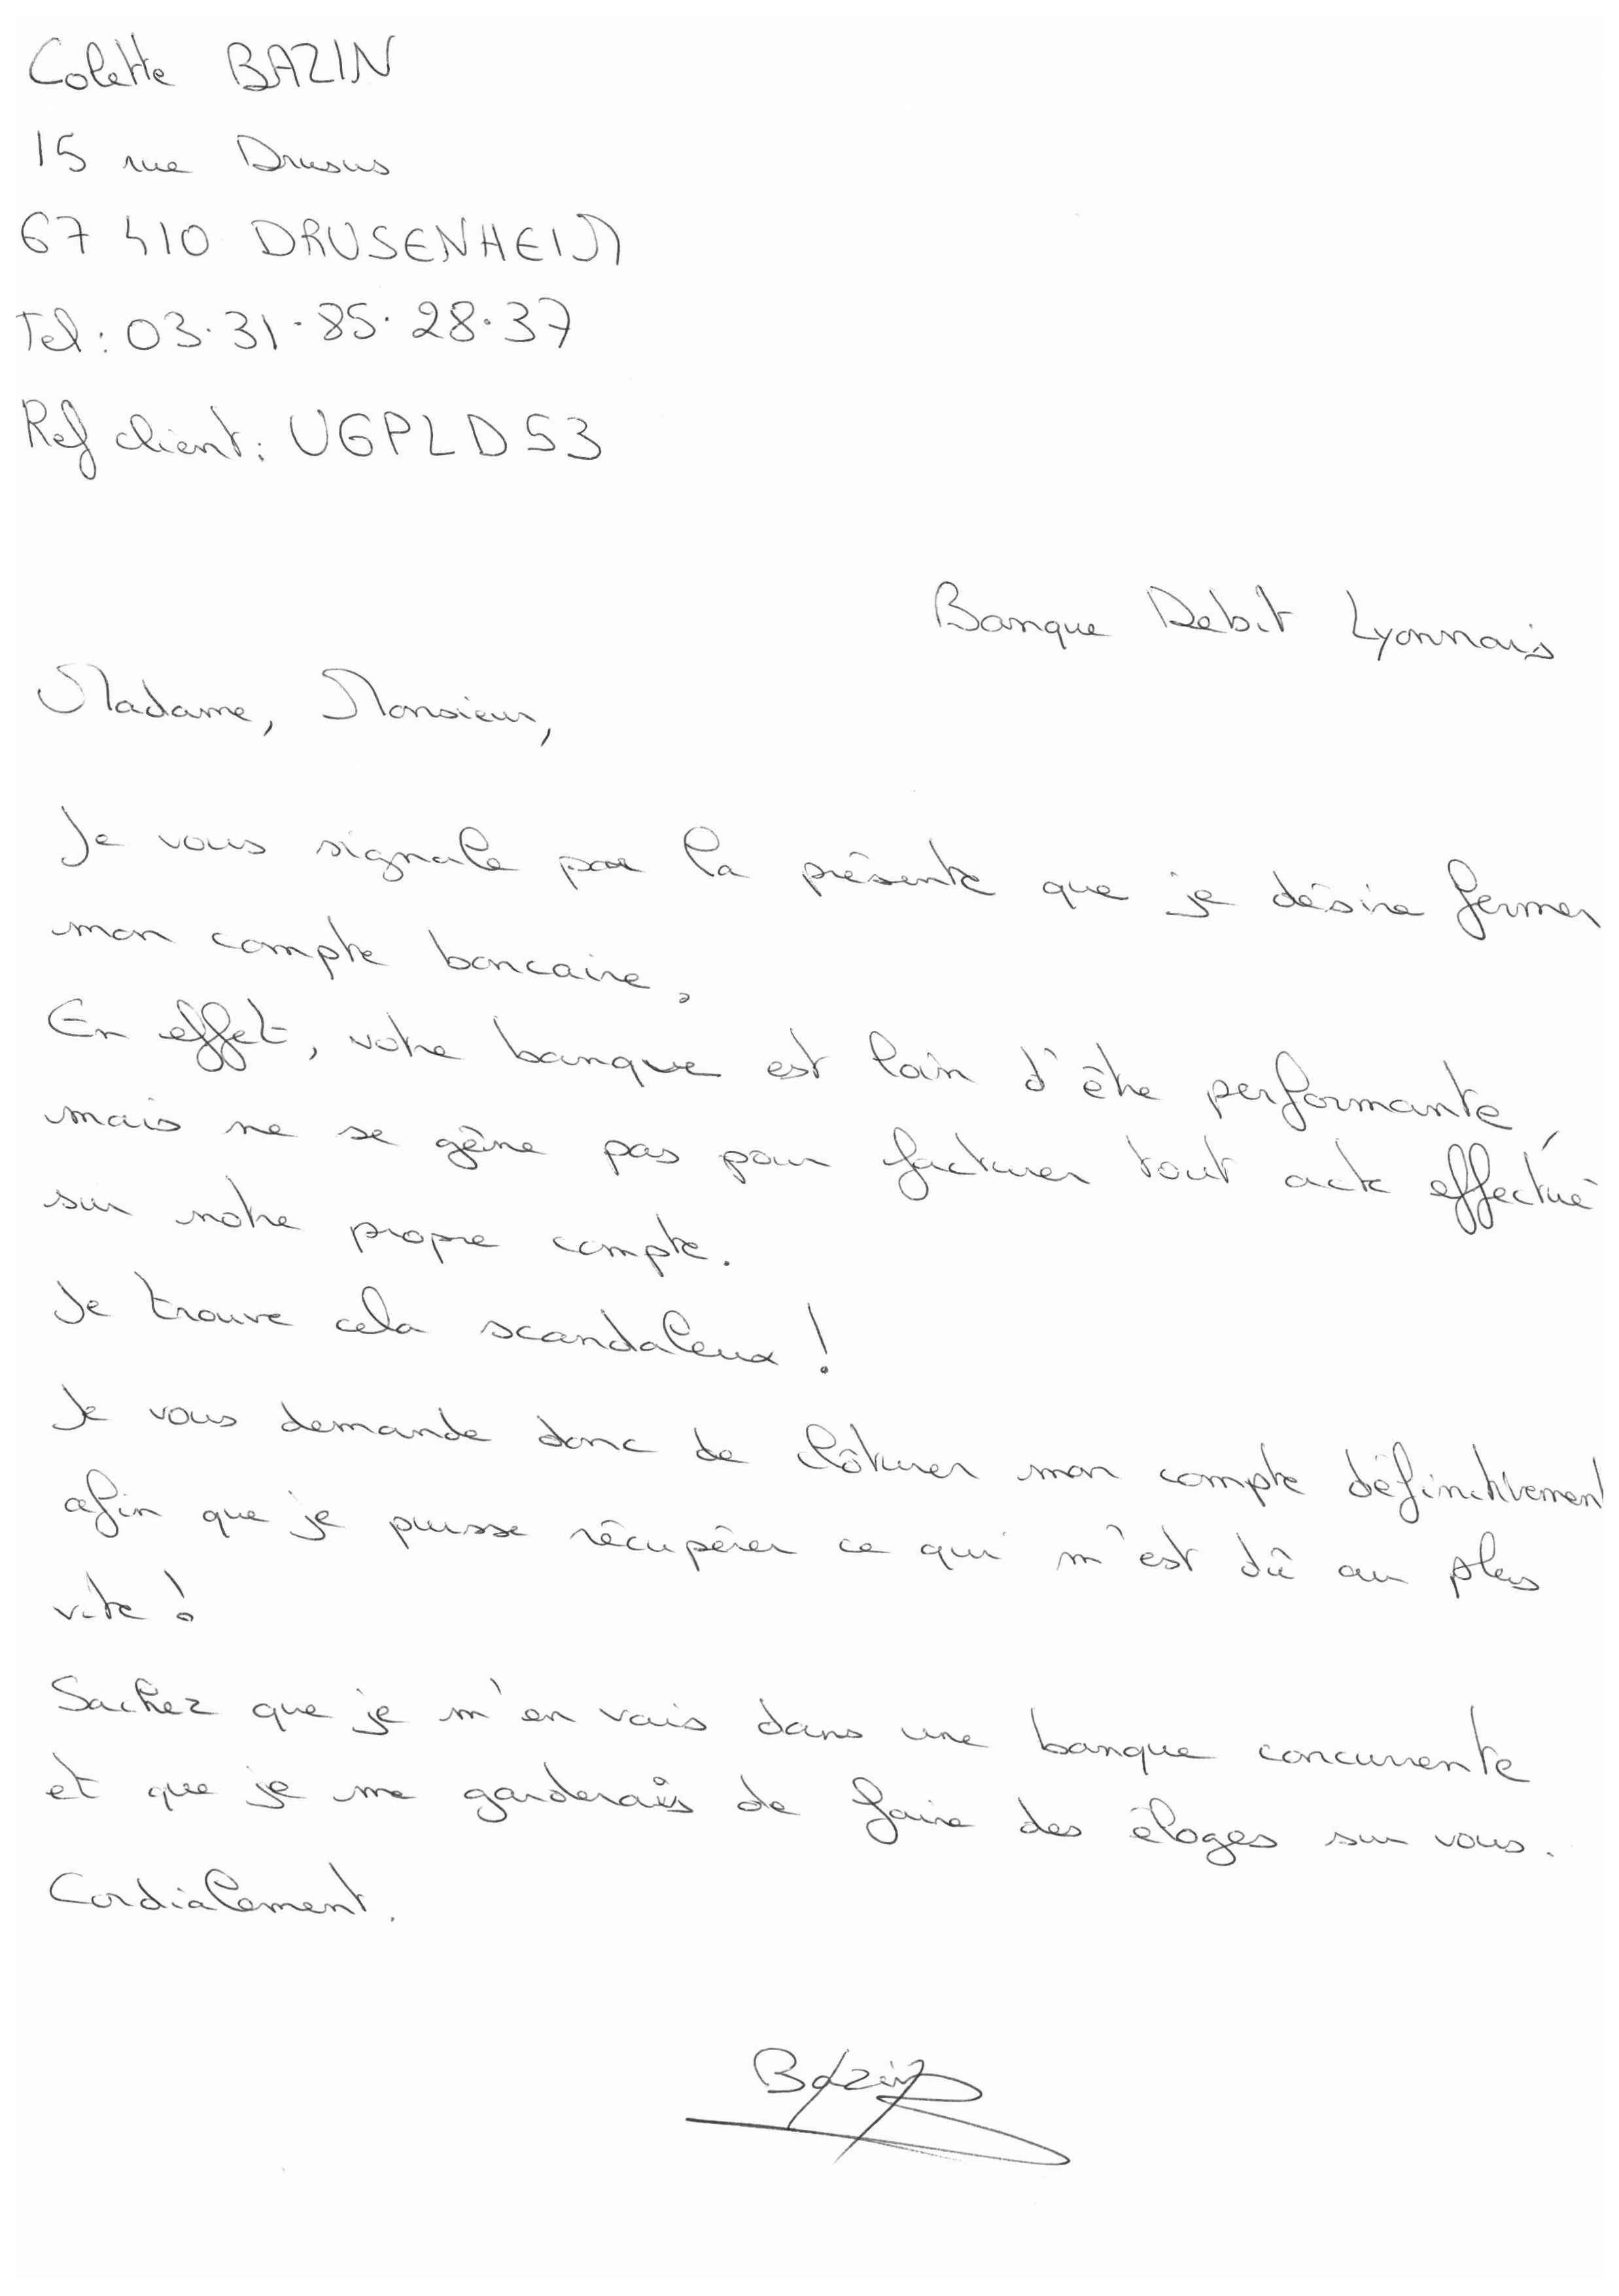 Colette BAZIN
15 rue Drusus
67 410 DRUSENHEIM
Tel : 03.31.85.28.37
Ref client : UGPLD53
Banque Debit Lyonnais
Madame, Monsieur,
Je vous signale par la présente que je désire fermer
mon compte bancaire.
En effet, votre banque est loin d'être performante,
mais ne se gêne pas pour facturer tout acte effectué
sur notre propre compte.
Je trouve cela scandaleux !
Je vous demande donc de clôturer mon compte définitivement
afin que je puisse récupérer ce qui m'est dû au plus
vite !
Sachez que je m'en vais dans une banque concurrente
et que je me garderais de faire des éloges sur vous.
Cordialement.
Bazin